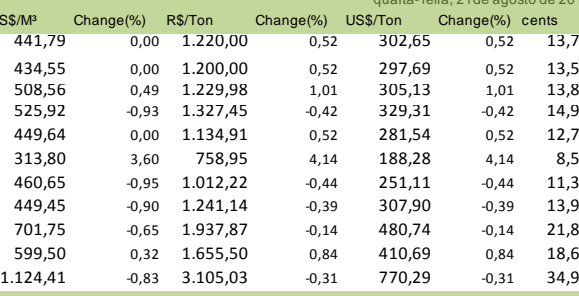 quarta-feira, 21 de agosto de 20
S$/M³ Change(%) R$/Ton Change(%) US$/Ton Change(%) cents
441,79 0,00 1.220,00 0,52 302,65 0,52 13,7
434,55 0,00 1.200,00 0,52 297,69 0,52 13,5
508,56 0,49 1.229,98 1,01 305,13 1,01 13,8
525,92 -0,93 1.327,45 -0,42 329,31 -0,42 14,9
449,64 0,00 1.134,91 0,52 281,54 0,52 12,7
313,80 3,60 758,95 4,14 188,28 4,14 8,5
460,65 -0,95 1.012,22 -0,44 251,11 -0,44 11,3
449,45 -0,90 1.241,14 -0,39 307,90 -0,39 13,9
701,75 -0,65 1.937,87 -0,14 480,74 -0,14 21,8
599,50 0,32 1.655,50 0,84 410,69 0,84 18,6
1.124,41 -0,83 3.105,03 -0,31 770,29 -0,31 34,9